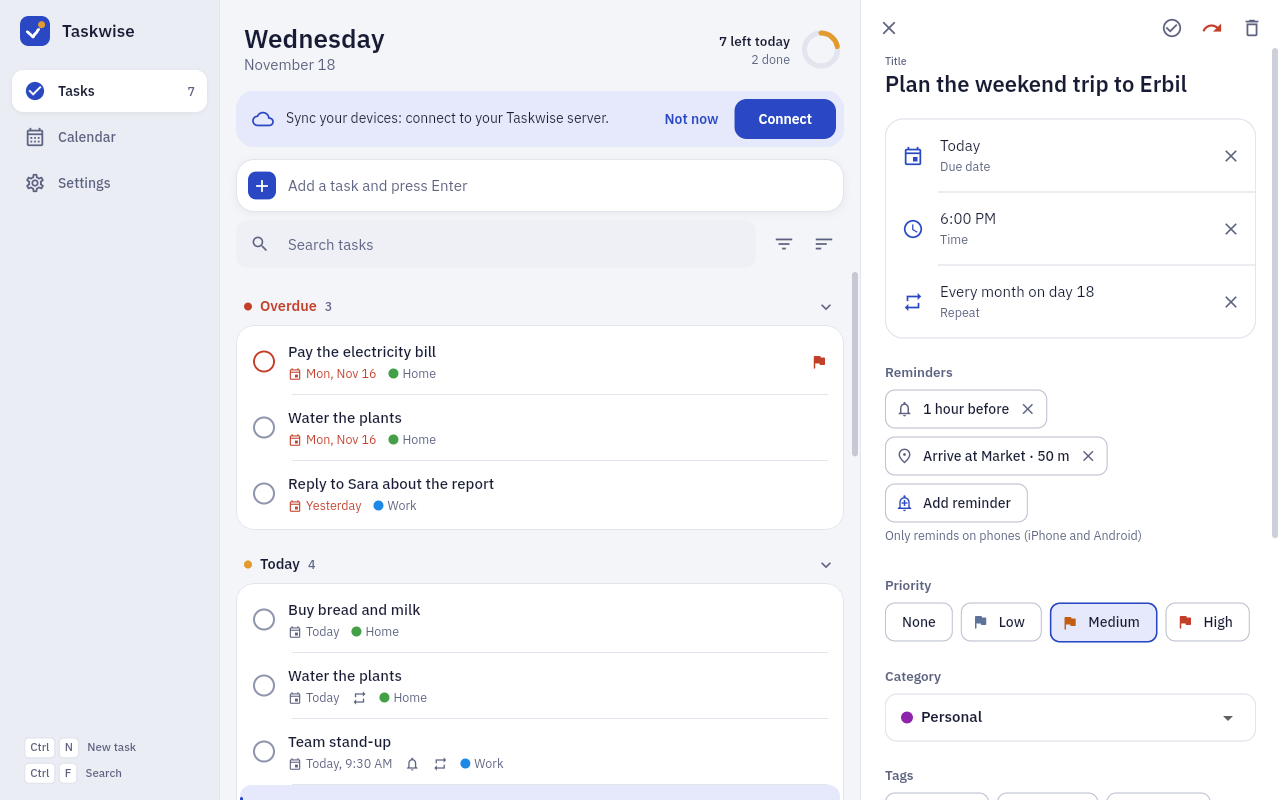 Taskwise
Tasks 7
Calendar
Settings
Ctrl N New task
Ctrl F Search
Wednesday
November 18
7 left today
2 done
Sync your devices: connect to your Taskwise server.
Not now
Connect
Add a task and press Enter
Search tasks
Overdue 3
Pay the electricity bill
Mon, Nov 16 Home
Water the plants
Mon, Nov 16 Home
Reply to Sara about the report
Yesterday Work
Today 4
Buy bread and milk
Today Home
Water the plants
Today Home
Team stand-up
Today, 9:30 AM Work
Title
Plan the weekend trip to Erbil
Today
Due date
6:00 PM
Time
Every month on day 18
Repeat
Reminders
1 hour before
Arrive at Market · 50 m
Add reminder
Only reminds on phones (iPhone and Android)
Priority
None Low Medium High
Category
Personal
Tags